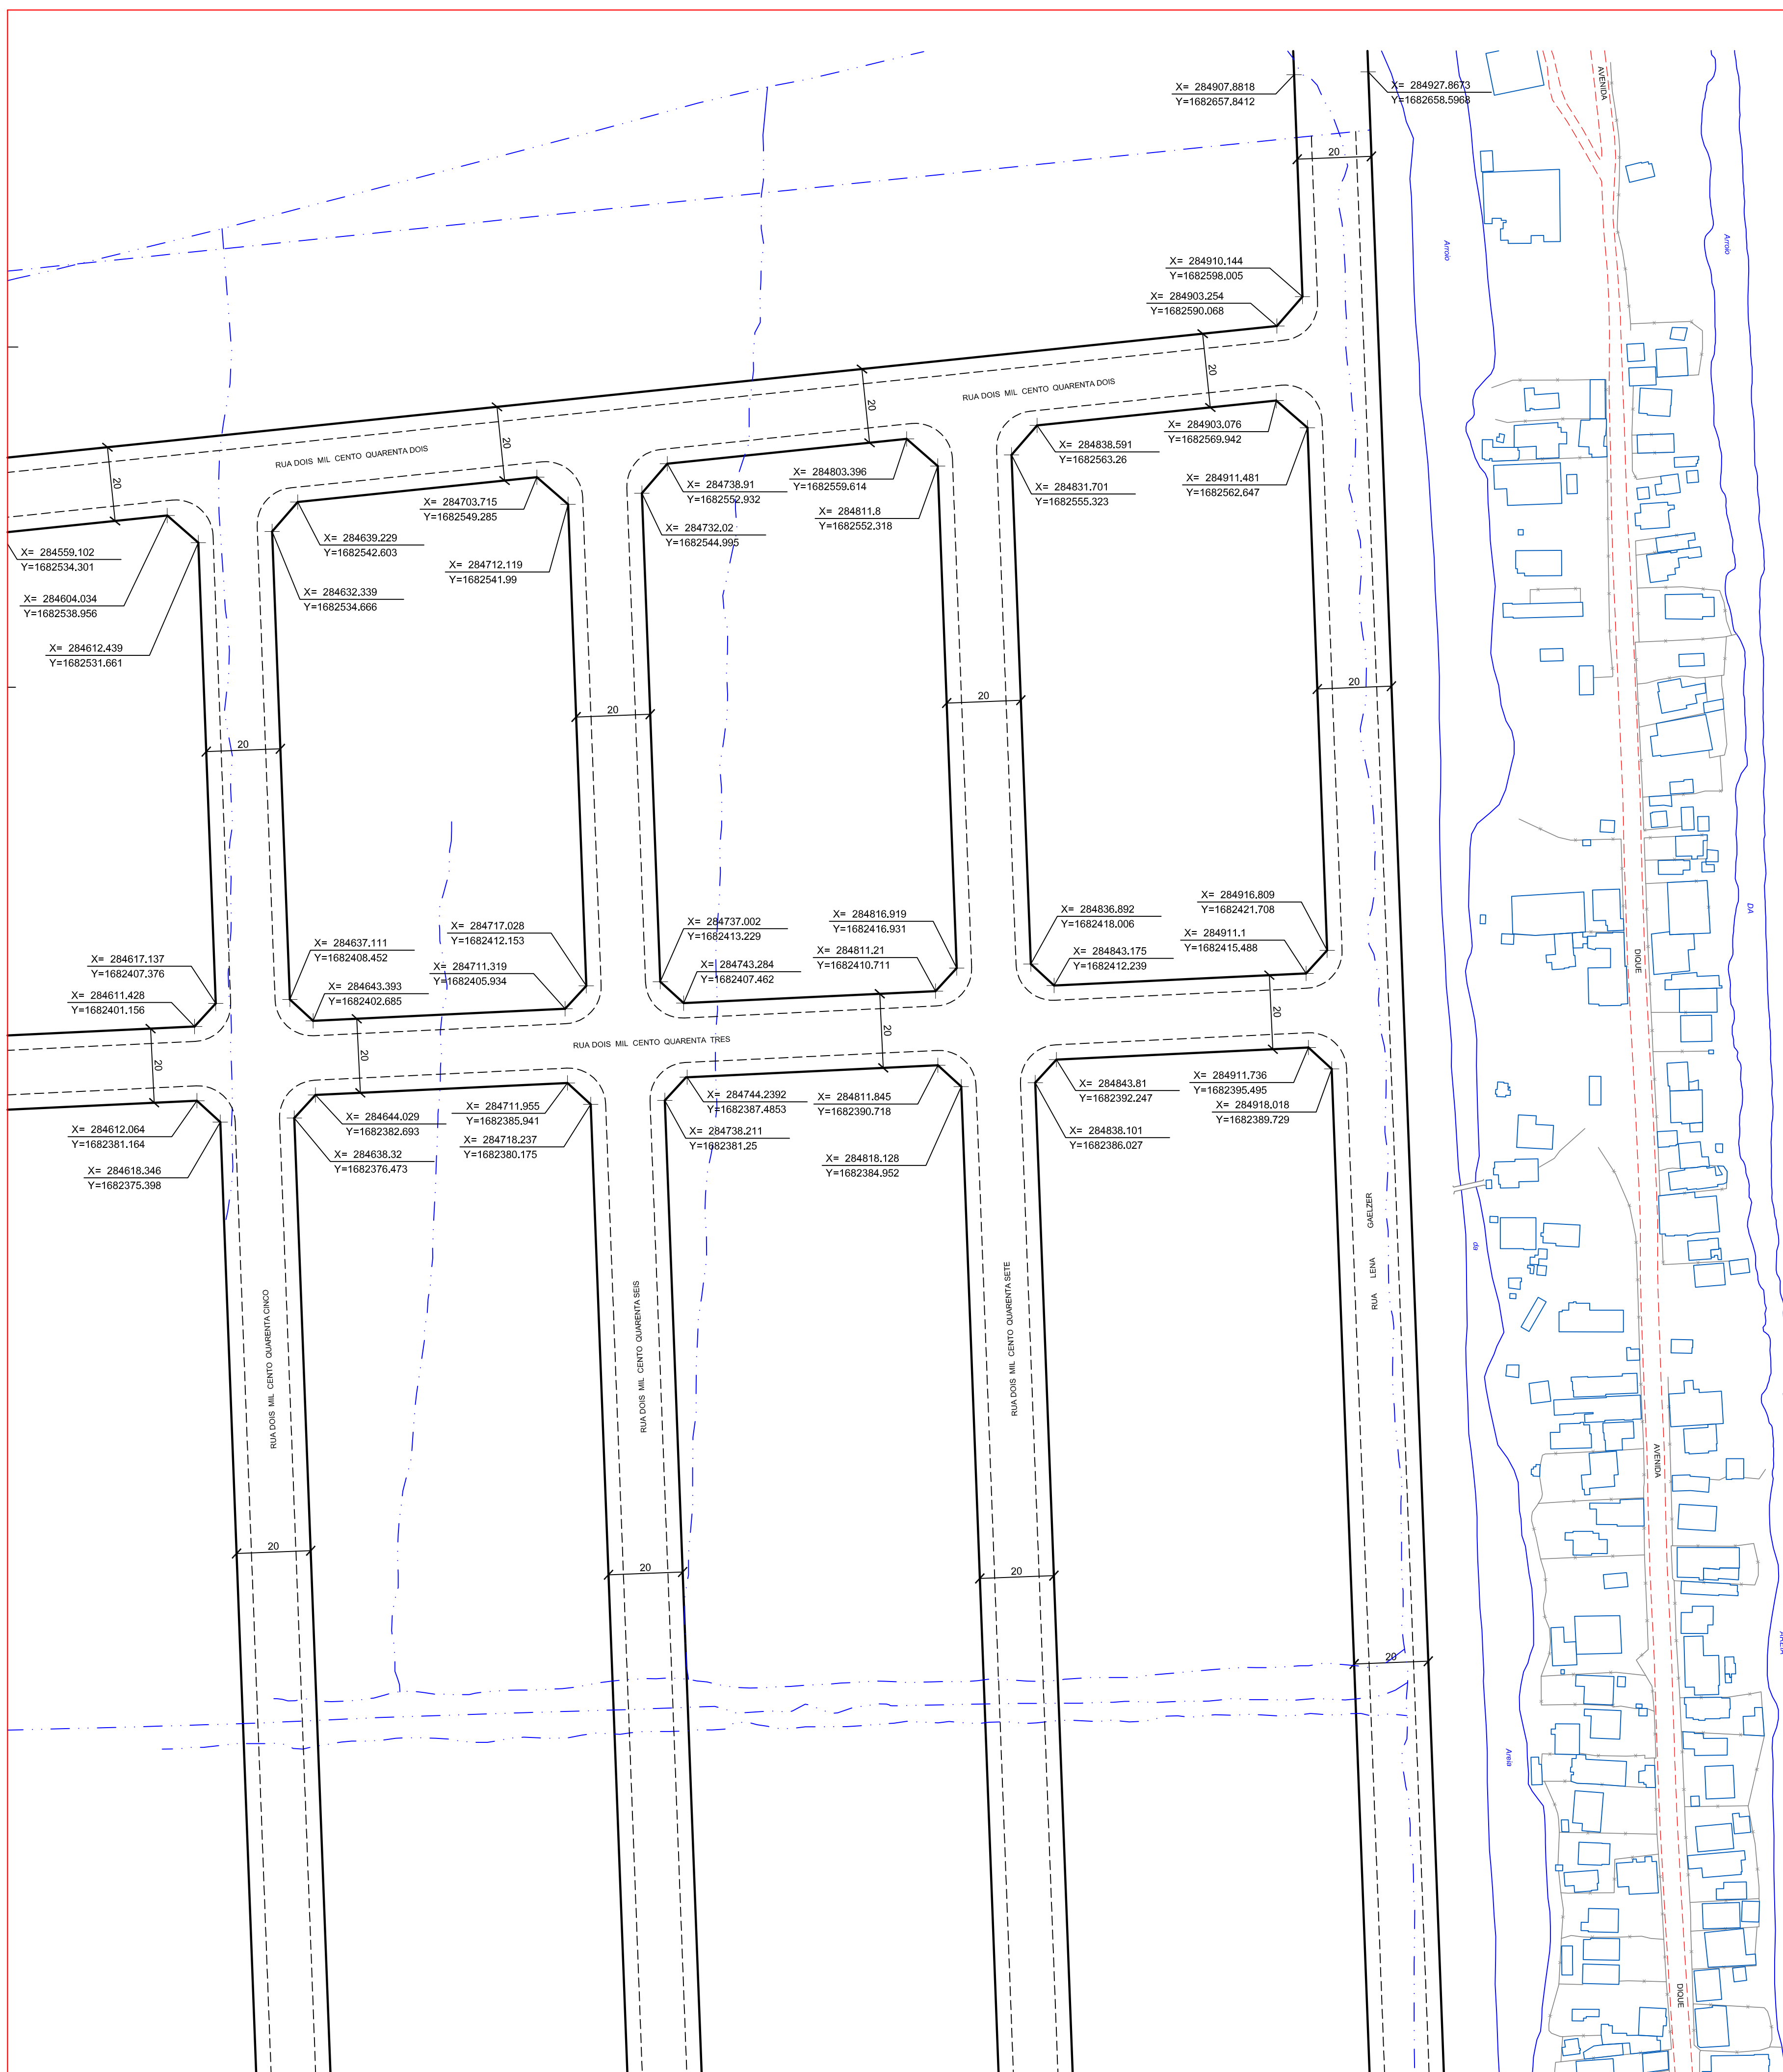 X= 284907.8818
Y=1682657.8412
X= 284927.8673
Y=1682658.5968
AVENIDA
20
Arroio
Arroio
X= 284910.144
Y=1682598.005
X= 284903.254
Y=1682590.068
20
20
20
20
RUA DOIS MIL CENTO QUARENTA DOIS
RUA DOIS MIL CENTO QUARENTA DOIS
X= 284903.076
Y=1682569.942
X= 284838.591
Y=1682563.26
X= 284803.396
Y=1682559.614
X= 284738.91
Y=1682552.932
X= 284911.481
Y=1682562.647
X= 284831.701
Y=1682555.323
X= 284703.715
Y=1682549.285
X= 284811.8
Y=1682552.318
X= 284732.02
Y=1682544.995
X= 284639.229
Y=1682542.603
X= 284559.102
Y=1682534.301
X= 284712.119
Y=1682541.99
X= 284632.339
Y=1682534.666
X= 284604.034
Y=1682538.956
X= 284612.439
Y=1682531.661
20
20
20
20
X= 284836.892
Y=1682418.006
X= 284916.809
Y=1682421.708
X= 284816.919
Y=1682416.931
X= 284737.002
Y=1682413.229
X= 284717.028
Y=1682412.153
X= 284911.1
Y=1682415.488
X= 284637.111
Y=1682408.452
X= 284811.21
Y=1682410.711
X= 284843.175
Y=1682412.239
X= 284617.137
Y=1682407.376
X= 284711.319
Y=1682405.934
X= 284743.284
Y=1682407.462
X= 284643.393
Y=1682402.685
X= 284611.428
Y=1682401.156
DA
DIQUE
20
20
20
20
RUA DOIS MIL CENTO QUARENTA TRES
X= 284843.81
Y=1682392.247
X= 284911.736
Y=1682395.495
X= 284744.2392
Y=1682387.4853
X= 284811.845
Y=1682390.718
X= 284918.018
Y=1682389.729
X= 284711.955
Y=1682385.941
X= 284644.029
Y=1682382.693
X= 284612.064
Y=1682381.164
X= 284738.211
Y=1682381.25
X= 284838.101
Y=1682386.027
X= 284718.237
Y=1682380.175
X= 284638.32
Y=1682376.473
X= 284818.128
Y=1682384.952
X= 284618.346
Y=1682375.398
RUA LENA GAELZER
da
RUA DOIS MIL CENTO QUARENTA CINCO
RUA DOIS MIL CENTO QUARENTA SEIS
RUA DOIS MIL CENTO QUARENTA SETE
AVENIDA
20
20
20
20
Areia
DIQUE